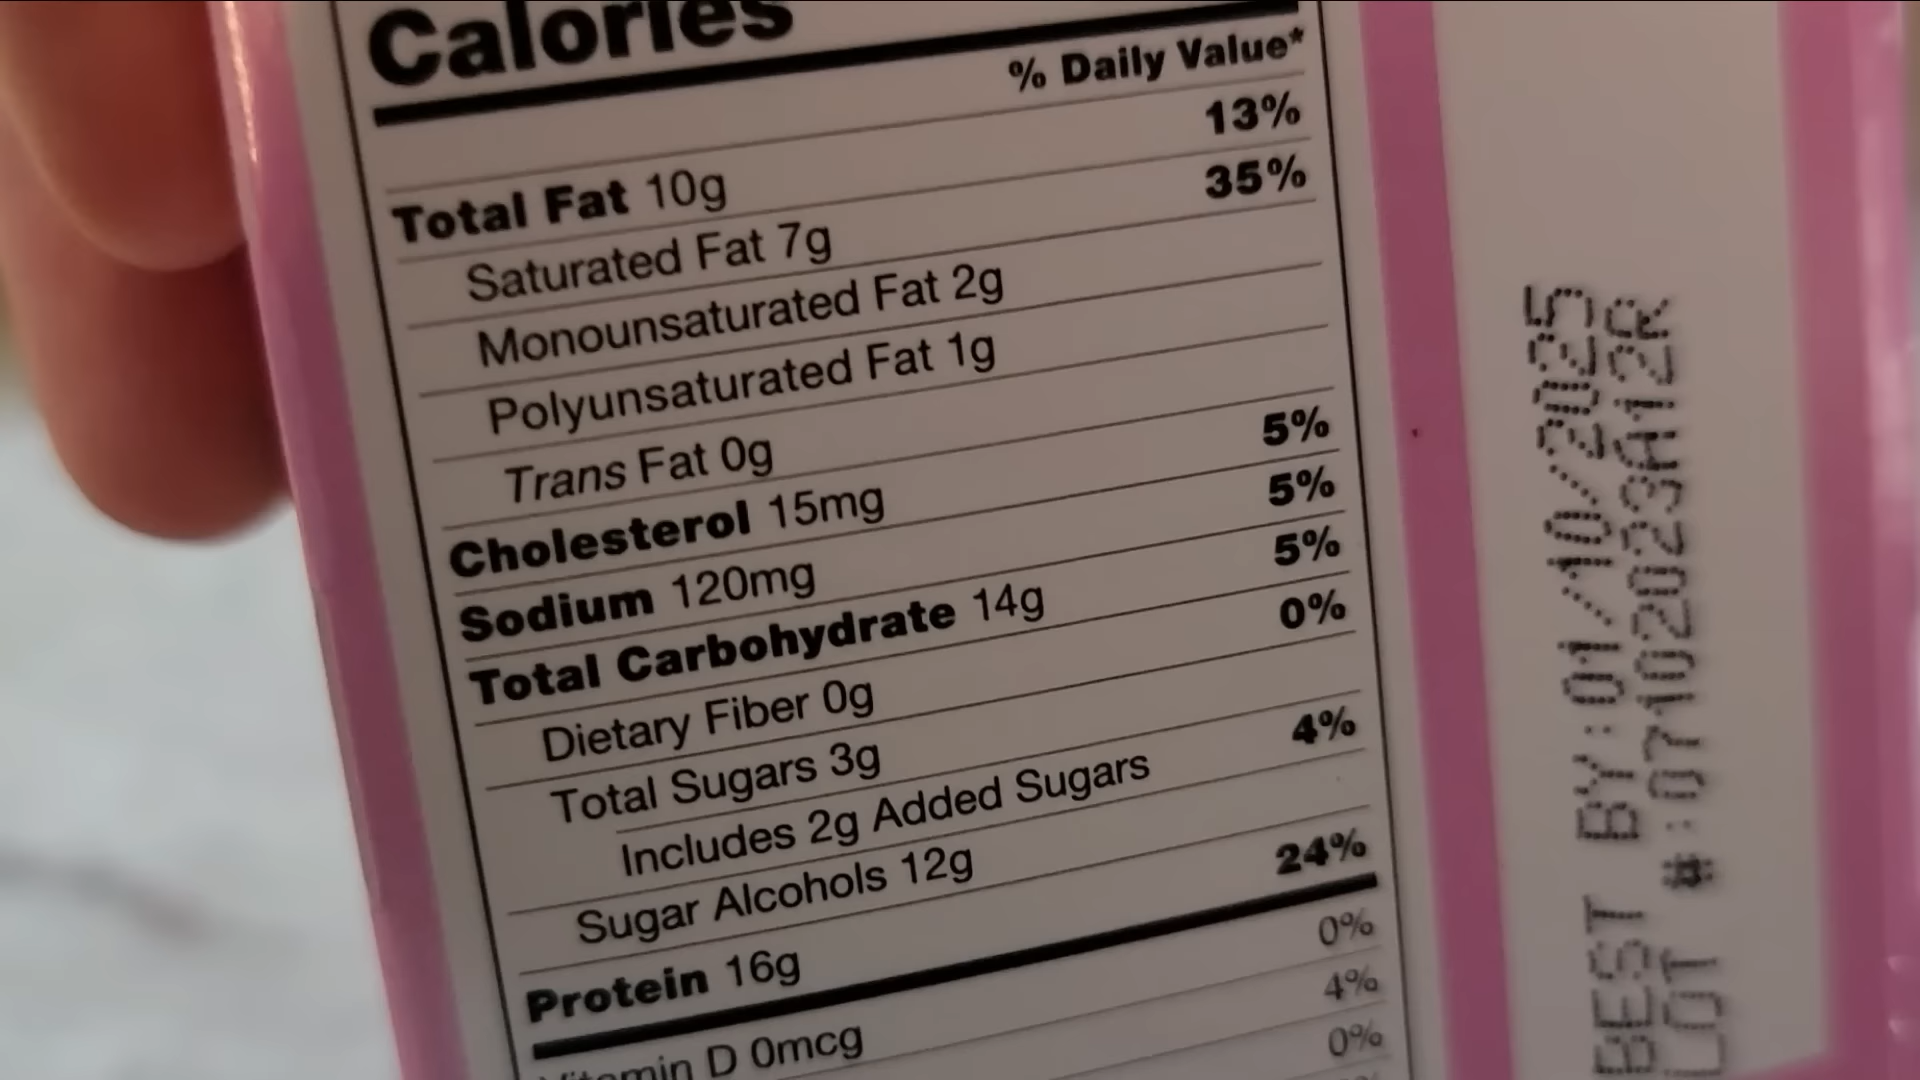 Calories
% Daily Value*
Total Fat 10g 13%
Saturated Fat 7g 35%
Monounsaturated Fat 2g
Polyunsaturated Fat 1g
Trans Fat 0g
Cholesterol 15mg 5%
Sodium 120mg 5%
Total Carbohydrate 14g 5%
Dietary Fiber 0g 0%
Total Sugars 3g
Includes 2g Added Sugars 4%
Sugar Alcohols 12g
Protein 16g 24%
Vitamin D 0mcg 0%
4%
0%
BEST BY:01/10/2025
LOT #:07102023A12R